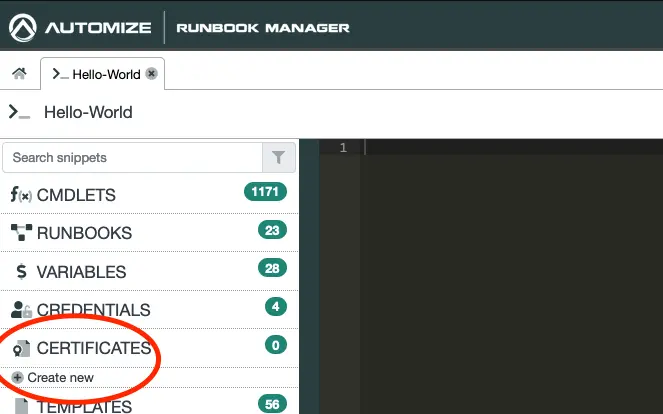 AUTOMIZE RUNBOOK MANAGER
>_ Hello-World
>_ Hello-World
Search snippets
1
f(x) CMDLETS 1171
RUNBOOKS 23
$ VARIABLES 28
CREDENTIALS 4
CERTIFICATES 0
Create new
TEMPLATES 56